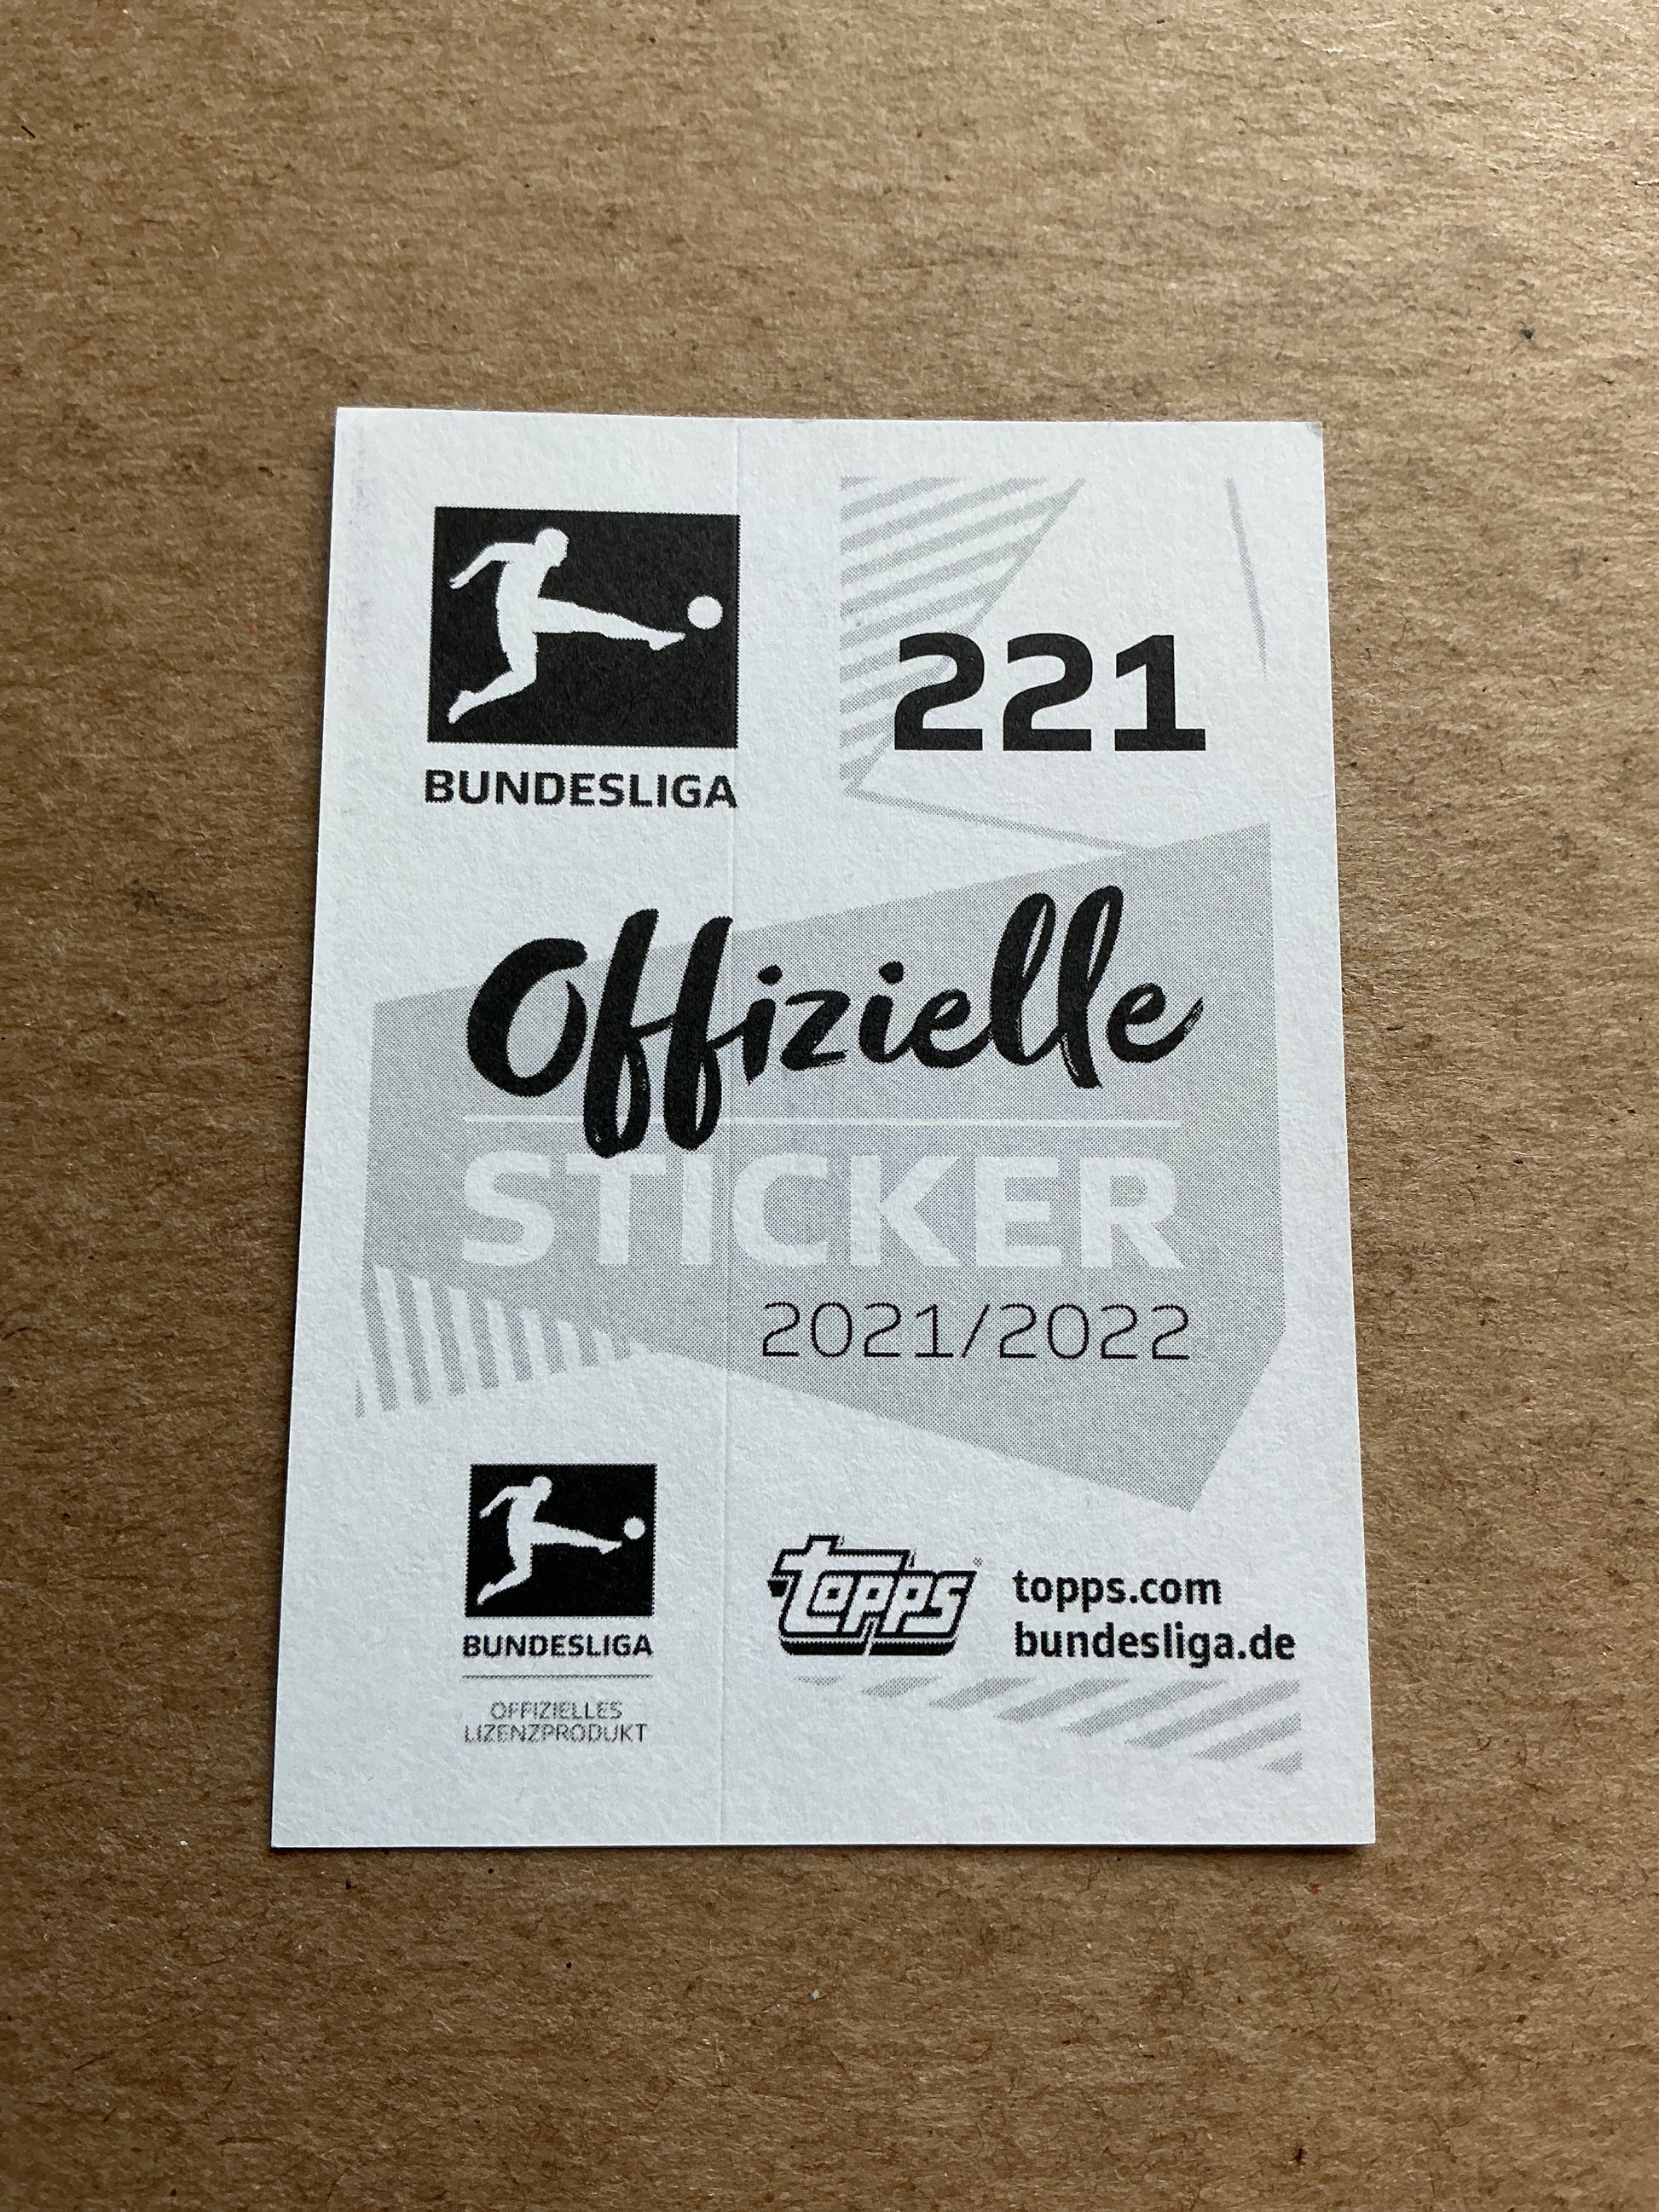 BUNDESLIGA
221
Offizielle
STICKER
2021/2022
BUNDESLIGA
OFFIZIELLES
LIZENZPRODUKT
topps
topps.com
bundesliga.de